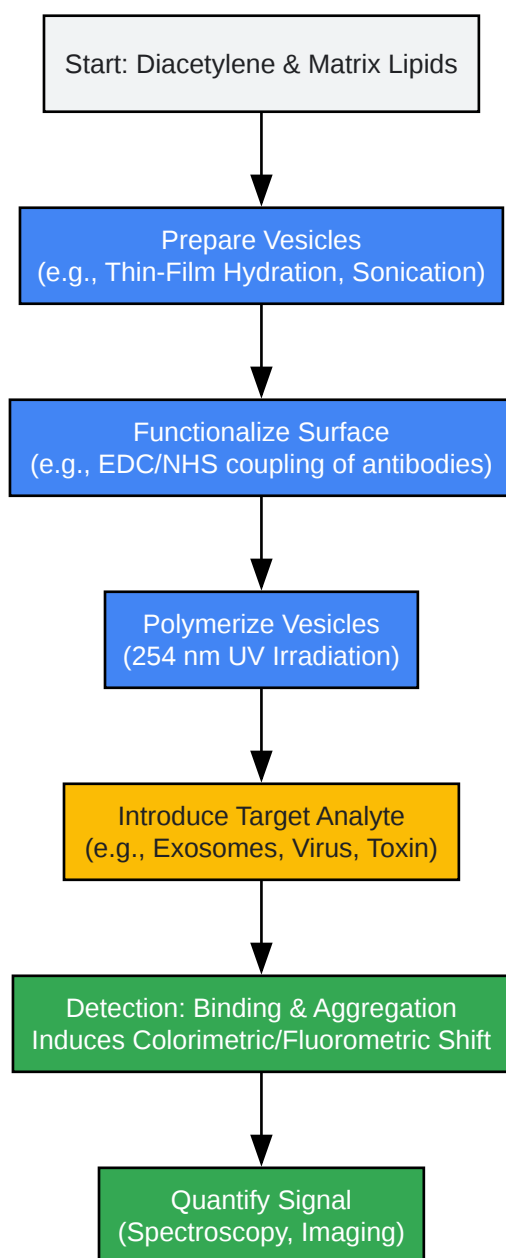 Start: Diacetylene & Matrix Lipids
Prepare Vesicles
(e.g., Thin-Film Hydration, Sonication)
Functionalize Surface
(e.g., EDC/NHS coupling of antibodies)
Polymerize Vesicles
(254 nm UV Irradiation)
Introduce Target Analyte
(e.g., Exosomes, Virus, Toxin)
Detection: Binding & Aggregation
Induces Colorimetric/Fluorometric Shift
Quantify Signal
(Spectroscopy, Imaging)